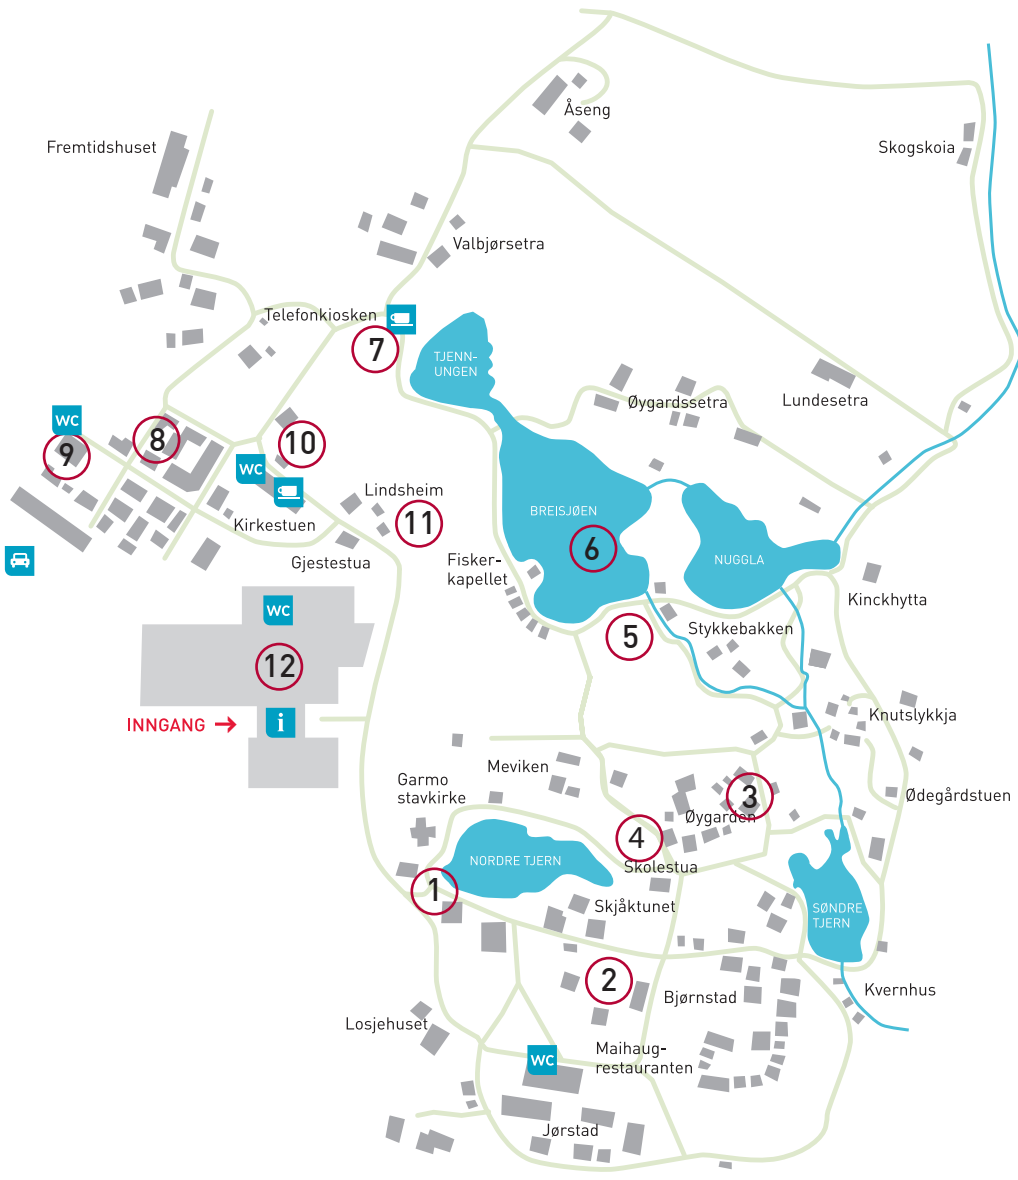 Åseng
Fremtidshuset
Skogskoia
Valbjørsetra
Telefonkiosken
7
TJENN-
UNGEN
Øygardssetra
Lundesetra
WC
9
8
10
WC
Kirkestuen
Lindsheim
11
Gjestestua
BREISJØEN
6
NUGGLA
Fisker-
kapellet
Kinckhytta
WC
5
Stykkebakken
12
INNGANG →
i
Knutslykkja
Meviken
Garmo
stavkirke
3
Øygarden
Ødegårdstuen
4
Skolestua
NORDRE TJERN
1
Skjåktunet
SØNDRE
TJERN
2
Bjørnstad
Kvernhus
Losjehuset
WC
Maihaug-
restauranten
Jørstad